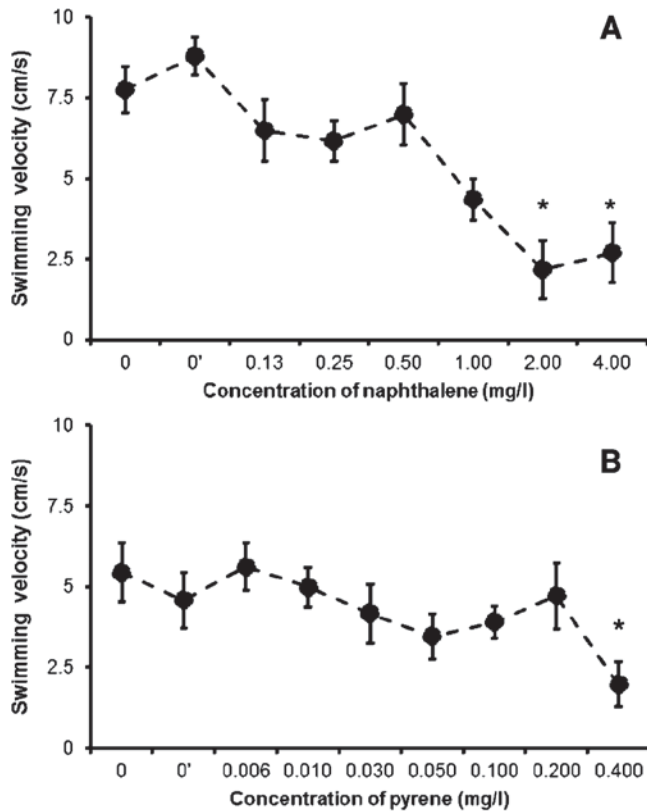 A
Swimming velocity (cm/s)
10
7.5
5
2.5
0
* *
0 0' 0.13 0.25 0.50 1.00 2.00 4.00
Concentration of naphthalene (mg/l)
B
Swimming velocity (cm/s)
10
7.5
5
2.5
0
*
0 0' 0.006 0.010 0.030 0.050 0.100 0.200 0.400
Concentration of pyrene (mg/l)